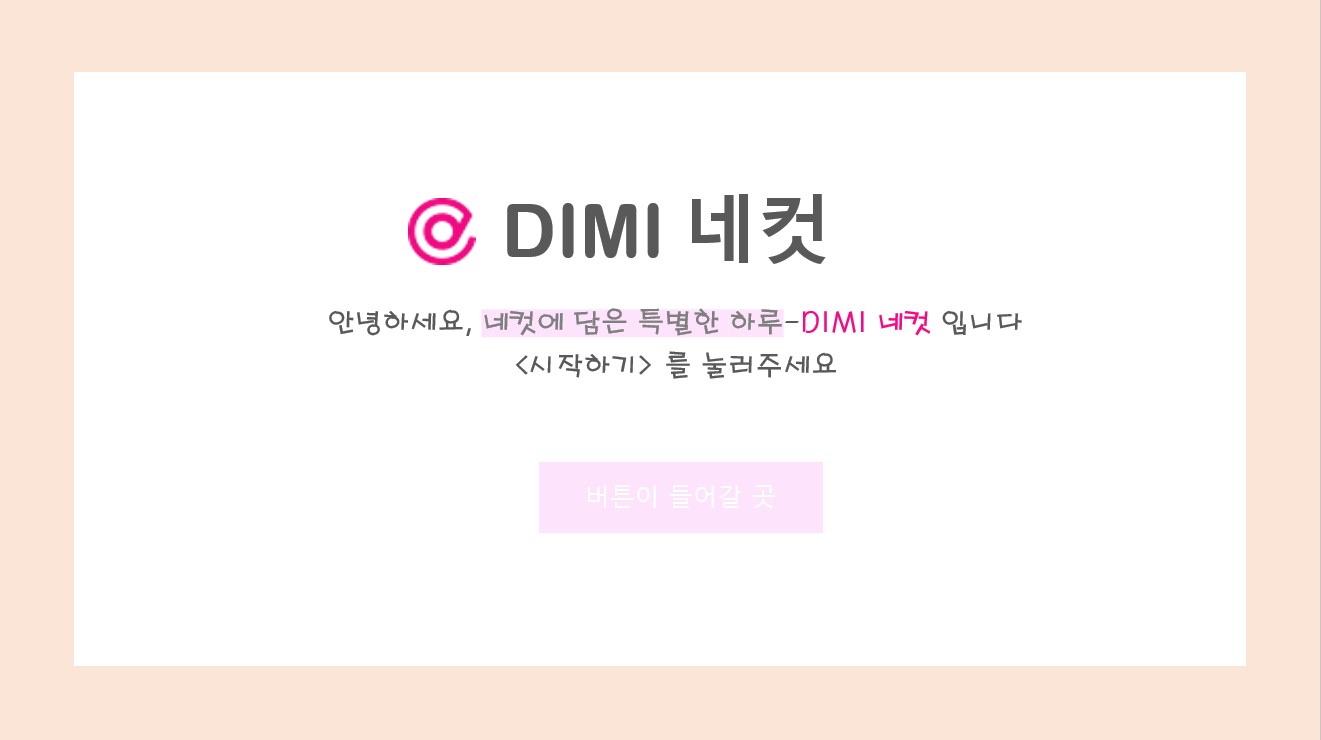 @ DIMI 네컷
안녕하세요, 네컷에 담은 특별한 하루-DIMI 네컷 입니다
<시작하기> 를 눌러주세요
버튼이 들어갈 곳